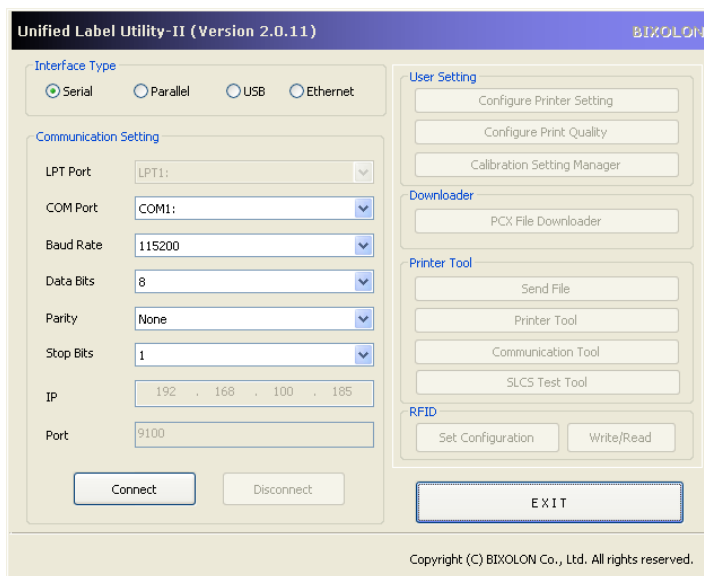 Unified Label Utility-II (Version 2.0.11)
BIXOLON
Interface Type
Serial
Parallel
USB
Ethernet
Communication Setting
LPT Port LPT1:
COM Port COM1:
Baud Rate 115200
Data Bits 8
Parity None
Stop Bits 1
IP 192 . 168 . 100 . 185
Port 9100
Connect
Disconnect
User Setting
Configure Printer Setting
Configure Print Quality
Calibration Setting Manager
Downloader
PCX File Downloader
Printer Tool
Send File
Printer Tool
Communication Tool
SLCS Test Tool
RFID
Set Configuration
Write/Read
EXIT
Copyright (C) BIXOLON Co., Ltd. All rights reserved.